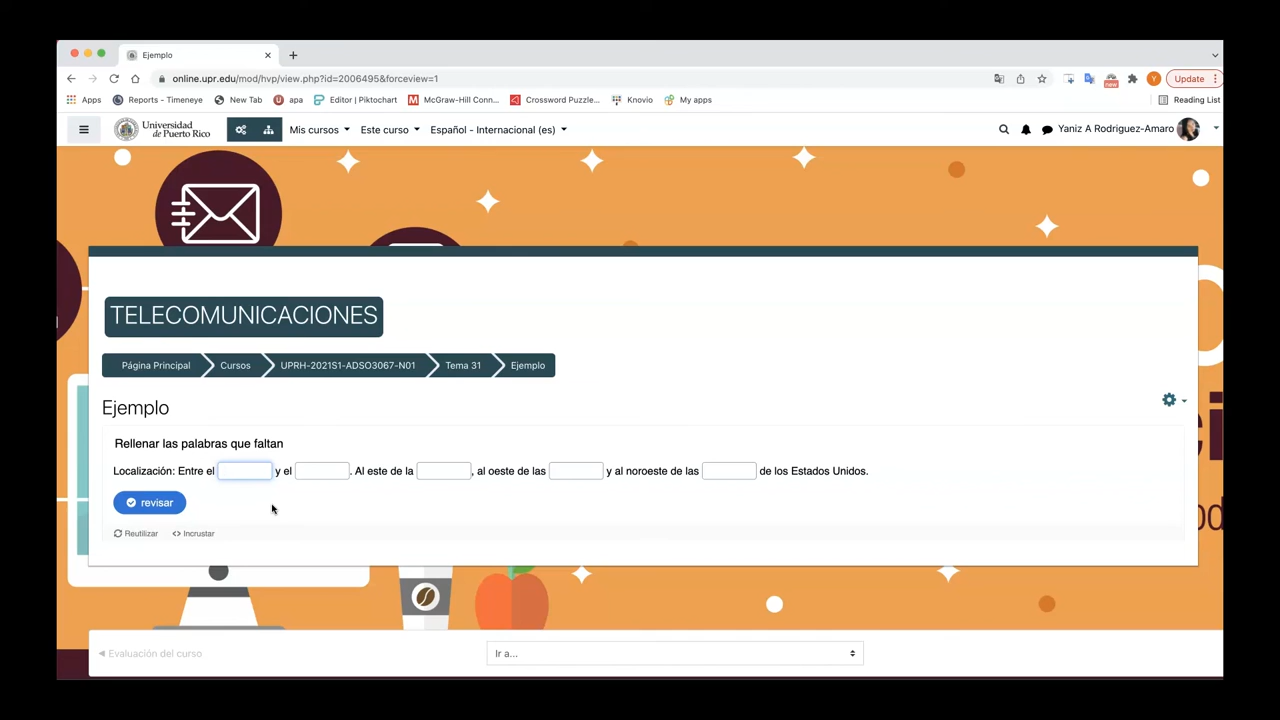 Ejemplo
online.upr.edu/mod/hvp/view.php?id=2006495&forceview=1
new
Y
Update
Apps
Reports - Timeneye
New Tab
apa
Editor | Piktochart
McGraw-Hill Conn...
Crossword Puzzle...
Knovio
My apps
Reading List
Universidad de Puerto Rico
Mis cursos
Este curso
Español - Internacional (es)
Yaniz A Rodriguez-Amaro
TELECOMUNICACIONES
Página Principal
Cursos
UPRH-2021S1-ADSO3067-N01
Tema 31
Ejemplo
Ejemplo
Rellenar las palabras que faltan
Localización: Entre el y el . Al este de la , al oeste de las y al noroeste de las de los Estados Unidos.
revisar
Reutilizar
Incrustar
Evaluación del curso
Ir a...